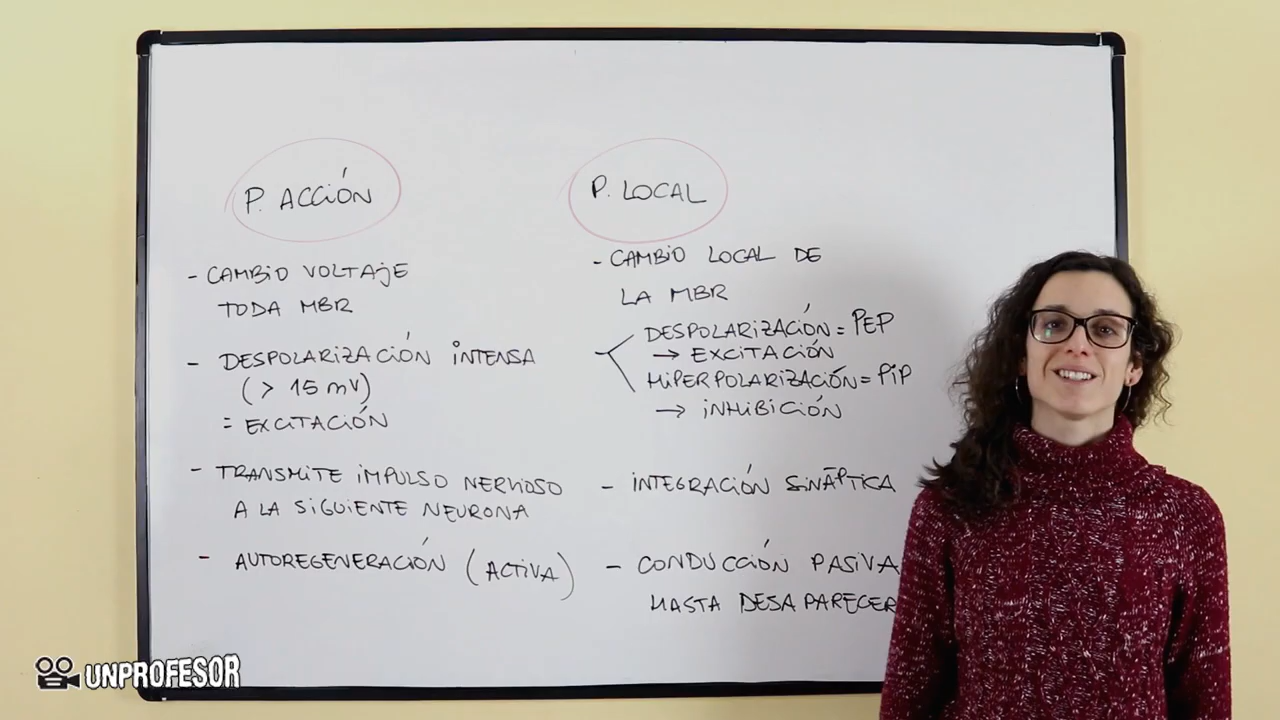 P. ACCIÓN
- CAMBIO VOLTAJE
TODA MBR
- DESPOLARIZACIÓN INTENSA
(> 15 mV)
= EXCITACIÓN
- TRANSMITE IMPULSO NERVIOSO
A LA SIGUIENTE NEURONA
- AUTOREGENERACIÓN (ACTIVA)
P. LOCAL
- CAMBIO LOCAL DE
LA MBR
DESPOLARIZACIÓN = PEP
→ EXCITACIÓN
HIPERPOLARIZACIÓN = PIP
→ INHIBICIÓN
- INTEGRACIÓN SINÁPTICA
- CONDUCCIÓN PASIVA
HASTA DESAPARECER
UNPROFESOR